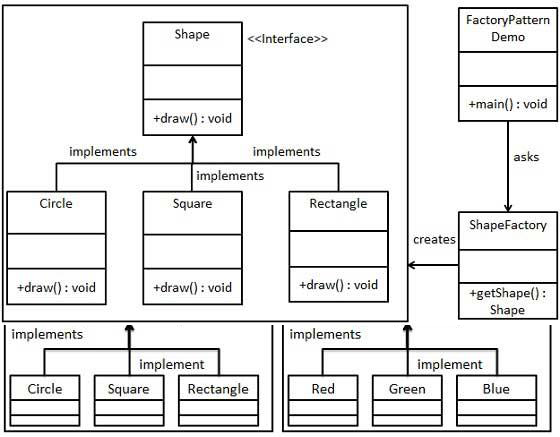 Shape
<<Interface>>
+draw() : void
implements
implements
implements
Circle
Square
Rectangle
+draw() : void
+draw() : void
+draw() : void
FactoryPattern
Demo
+main() : void
asks
ShapeFactory
creates
+getShape() :
Shape
implements
implement
Circle
Square
Rectangle
implements
implement
Red
Green
Blue